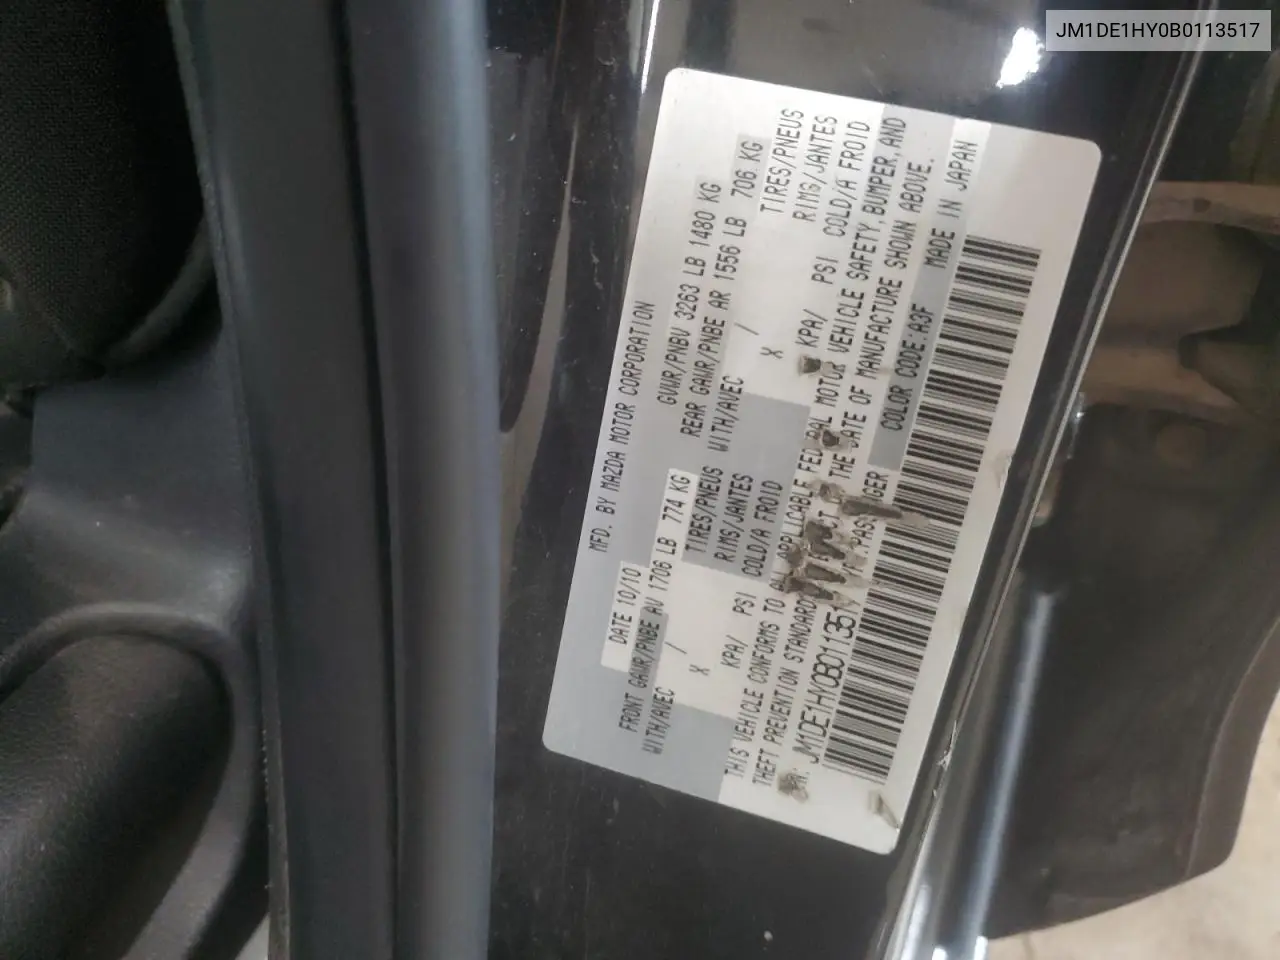 JM1DE1HY0B0113517
MFD. BY MAZDA MOTOR CORPORATION
DATE 10/10 GVWR/PNBV 3263 LB 1480 KG
FRONT GAWR/PNBE AV 1706 LB 774 KG REAR GAWR/PNBE AR 1556 LB 706 KG
WITH/AVEC / TIRES/PNEUS WITH/AVEC / TIRES/PNEUS
X RIMS/JANTES X RIMS/JANTES
KPA/ PSI COLD/A FROID KPA/ PSI COLD/A FROID
THIS VEHICLE CONFORMS TO ALL APPLICABLE FEDERAL MOTOR VEHICLE SAFETY, BUMPER, AND
THEFT PREVENTION STANDARD THE DATE OF MANUFACTURE SHOWN ABOVE.
JM1DE1HY0B011351 COLOR CODE:A3F MADE IN JAPAN